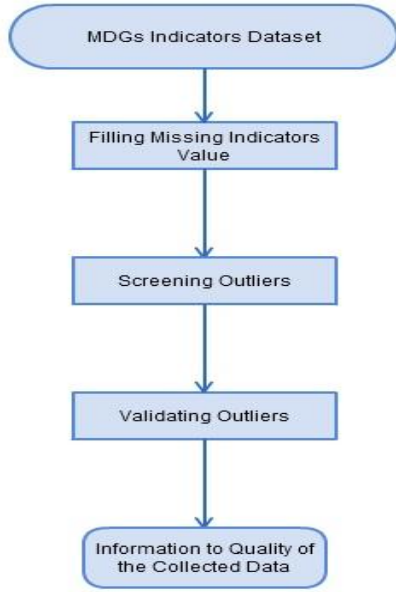 MDGs Indicators Dataset
Filling Missing Indicators
Value
Screening Outliers
Validating Outliers
Information to Quality of
the Collected Data